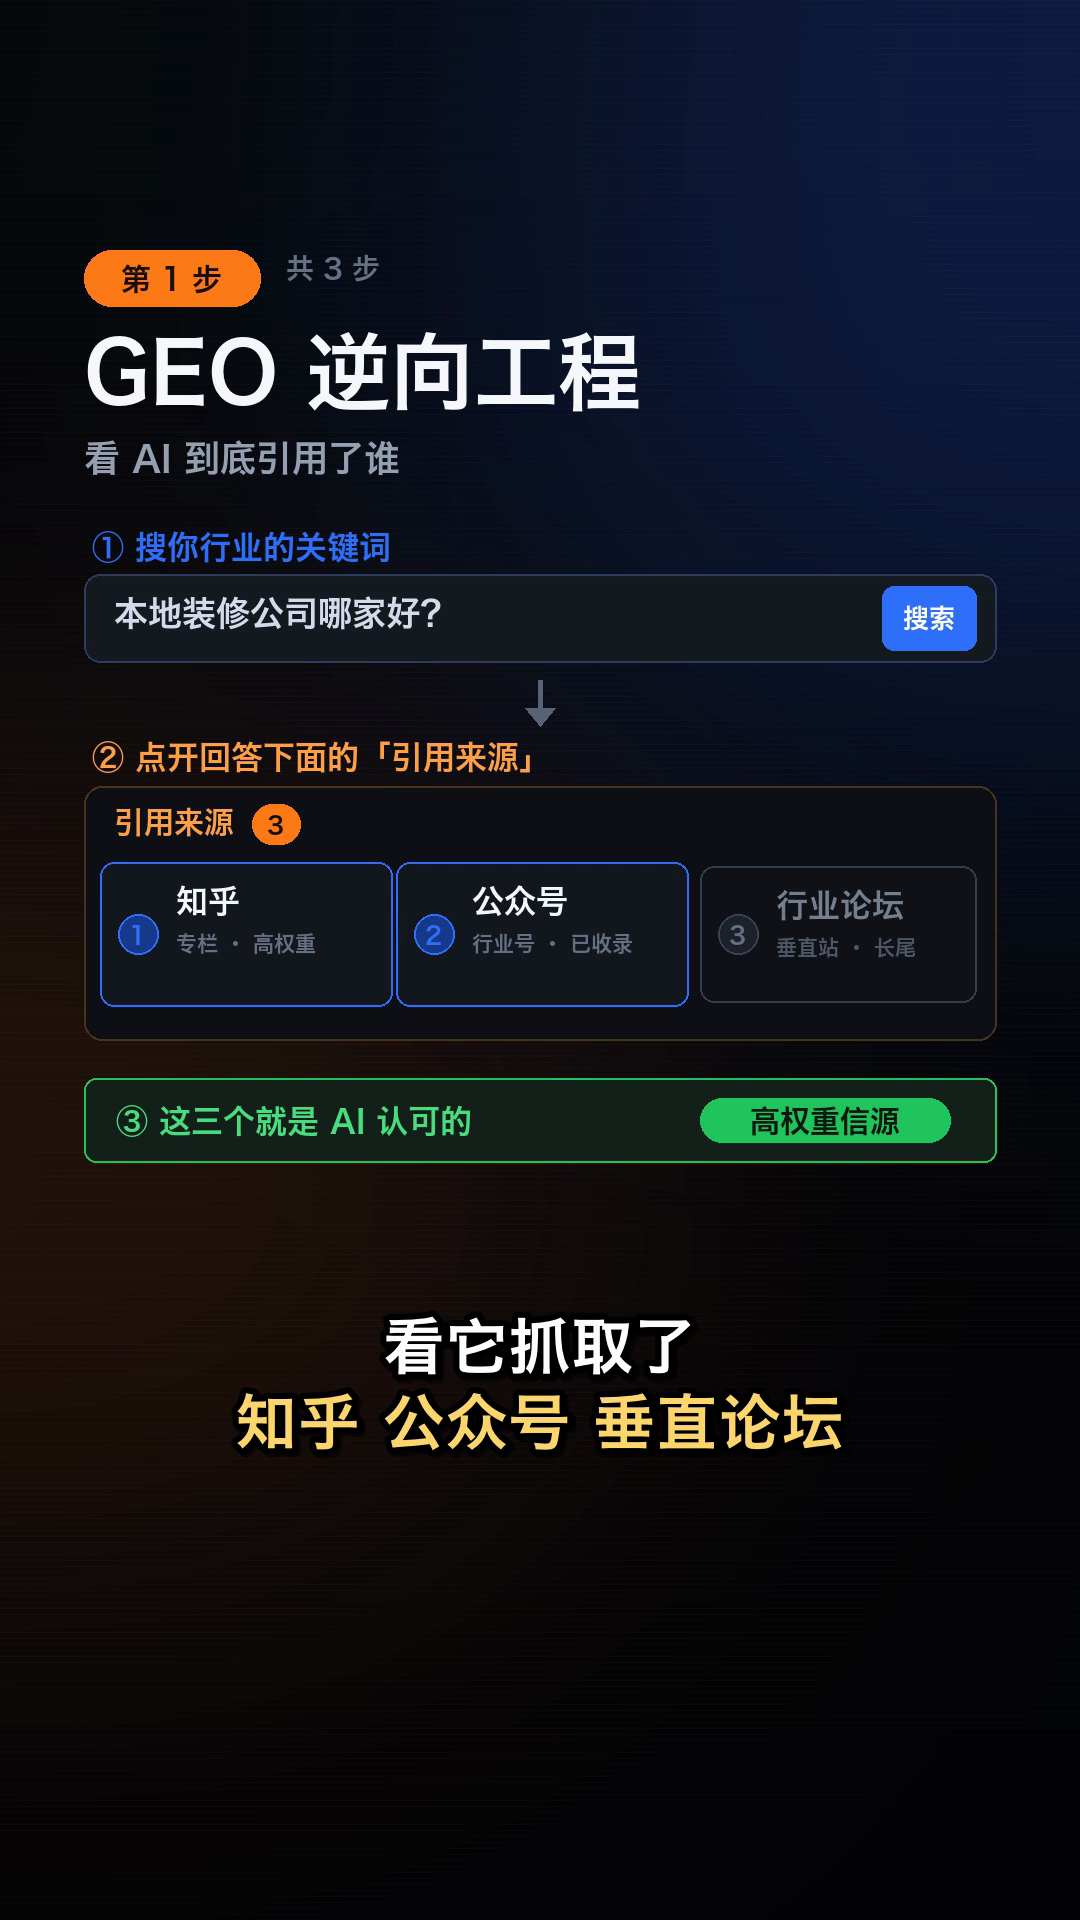 第 1 步 共 3 步
GEO 逆向工程
看 AI 到底引用了谁
① 搜你行业的关键词
本地装修公司哪家好? 搜索
② 点开回答下面的「引用来源」
引用来源 3
1 知乎
专栏 · 高权重
2 公众号
行业号 · 已收录
3 行业论坛
垂直站 · 长尾
③ 这三个就是 AI 认可的 高权重信源
看它抓取了
知乎 公众号 垂直论坛